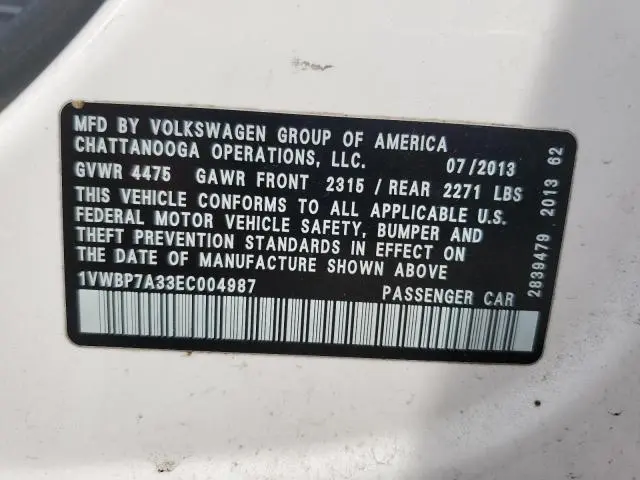 MFD BY VOLKSWAGEN GROUP OF AMERICA
CHATTANOOGA OPERATIONS, LLC. 07/2013
GVWR 4475 GAWR FRONT 2315 / REAR 2271 LBS
THIS VEHICLE CONFORMS TO ALL APPLICABLE U.S.
FEDERAL MOTOR VEHICLE SAFETY, BUMPER AND
THEFT PREVENTION STANDARDS IN EFFECT ON
THE DATE OF MANUFACTURE SHOWN ABOVE
1VWBP7A33EC004987 PASSENGER CAR
2839479 2013 62